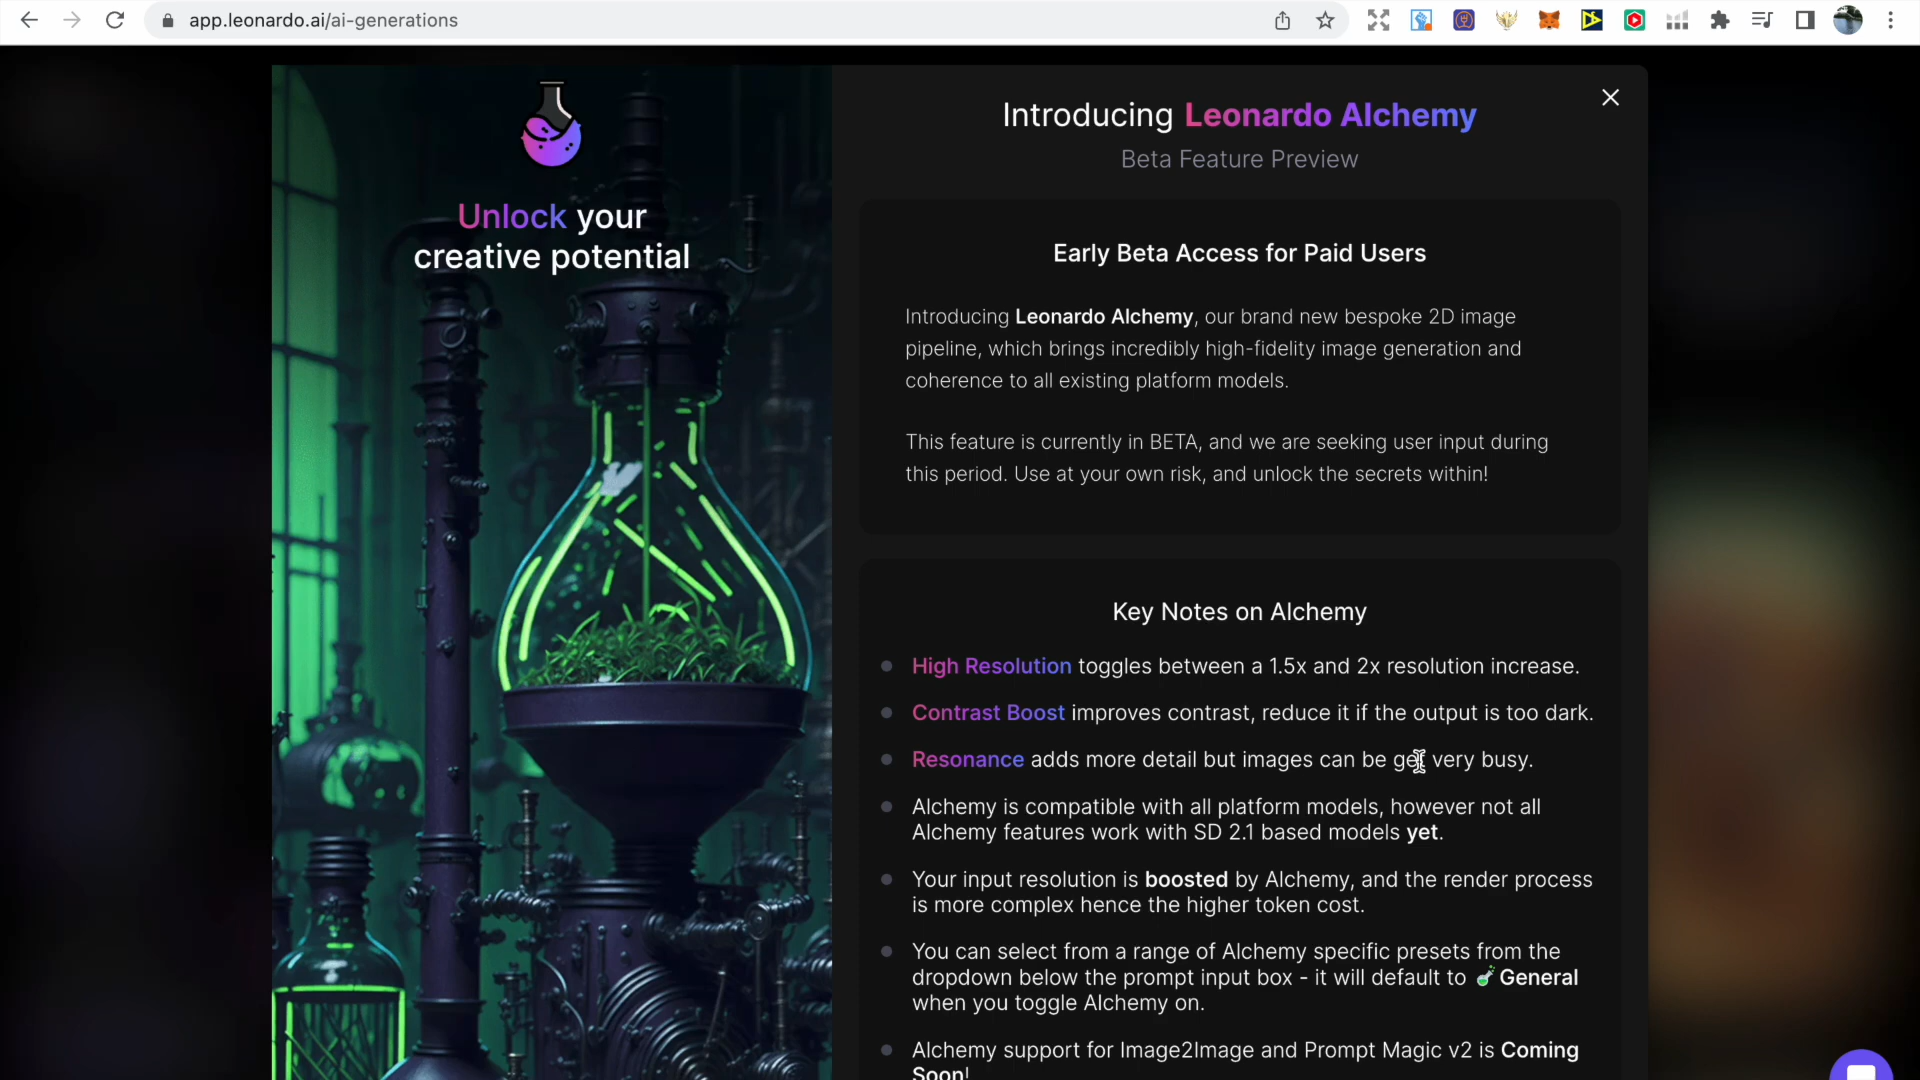 app.leonardo.ai/ai-generations
Unlock your
creative potential
Introducing Leonardo Alchemy
Beta Feature Preview
Early Beta Access for Paid Users
Introducing Leonardo Alchemy, our brand new bespoke 2D image
pipeline, which brings incredibly high-fidelity image generation and
coherence to all existing platform models.
This feature is currently in BETA, and we are seeking user input during
this period. Use at your own risk, and unlock the secrets within!
Key Notes on Alchemy
High Resolution toggles between a 1.5x and 2x resolution increase.
Contrast Boost improves contrast, reduce it if the output is too dark.
Resonance adds more detail but images can be get very busy.
Alchemy is compatible with all platform models, however not all
Alchemy features work with SD 2.1 based models yet.
Your input resolution is boosted by Alchemy, and the render process
is more complex hence the higher token cost.
You can select from a range of Alchemy specific presets from the
dropdown below the prompt input box - it will default to General
when you toggle Alchemy on.
Alchemy support for Image2Image and Prompt Magic v2 is Coming
Soon!